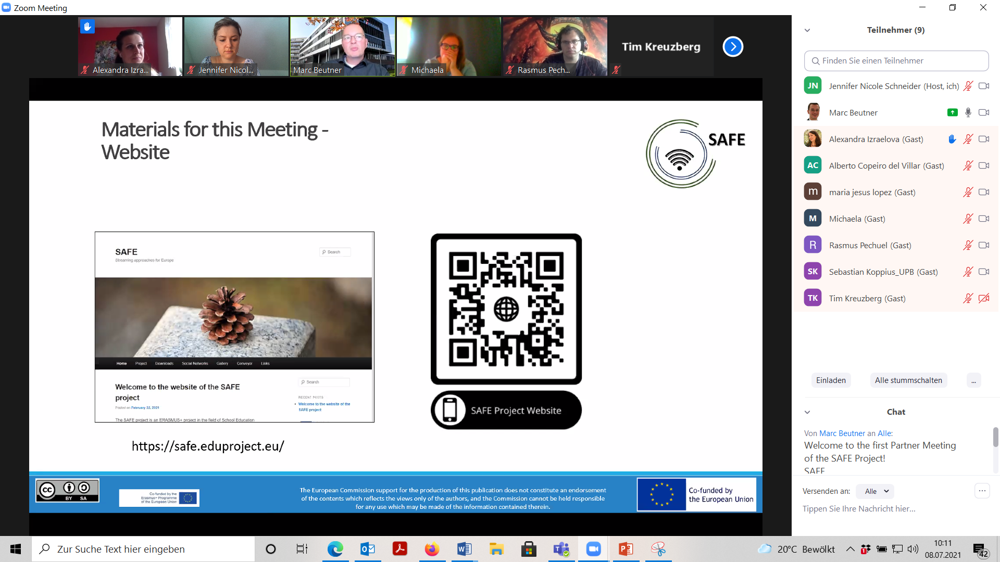 Zoom Meeting
Alexandra Izra...
Jennifer Nicol...
Marc Beutner
Michaela
Rasmus Pech...
Tim Kreuzberg
Materials for this Meeting -
Website
SAFE
SAFE
Streaming approaches for Europe
Search
Home Project Downloads Social Networks Gallery Conveyor Links
Welcome to the website of the SAFE
project
Posted on February 22, 2021
The SAFE project is an ERASMUS+ project in the field of School Education
Search
RECENT POSTS
Welcome to the website of the
SAFE project
https://safe.eduproject.eu/
SAFE Project Website
CC BY SA
Co-funded by the
Erasmus+ Programme
of the European Union
The European Commission support for the production of this publication does not constitute an endorsement
of the contents which reflects the views only of the authors, and the Commission cannot be held responsible
for any use which may be made of the information contained therein.
Co-funded by
the European Union
Teilnehmer (9)
Finden Sie einen Teilnehmer
JN Jennifer Nicole Schneider (Host, ich)
Marc Beutner
Alexandra Izraelova (Gast)
AC Alberto Copeiro del Villar (Gast)
m maria jesus lopez (Gast)
M Michaela (Gast)
R Rasmus Pechuel (Gast)
SK Sebastian Koppius_UPB (Gast)
TK Tim Kreuzberg (Gast)
Einladen Alle stummschalten ...
Chat
Von Marc Beutner an Alle:
Welcome to the first Partner Meeting
of the SAFE Project!
SAFE
Versenden an: Alle
Tippen Sie Ihre Nachricht hier...
Zur Suche Text hier eingeben
20°C Bewölkt
1
10:11
08.07.2021
42